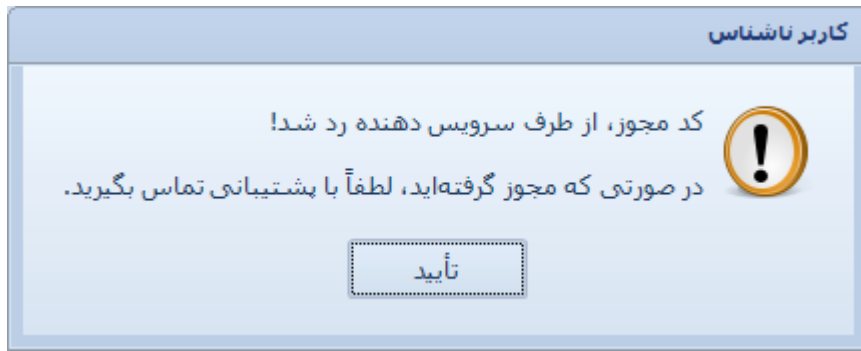 کاربر ناشناس
کد مجوز، از طرف سرویس دهنده رد شد!
در صورتی که مجوز گرفته‌اید، لطفاً با پشتیبانی تماس بگیرید.
تأیید